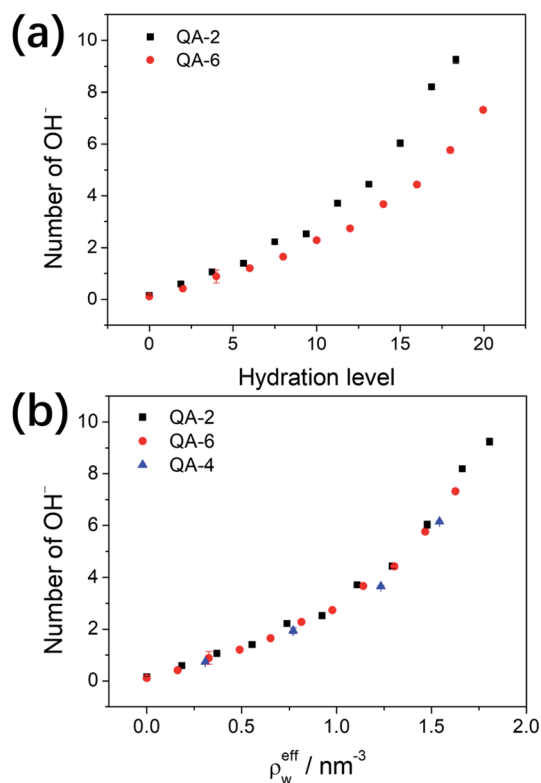 (a)
QA-2
QA-6
10
8
6
4
2
0
Number of OH⁻
0 5 10 15 20
Hydration level
(b)
QA-2
QA-6
QA-4
10
8
6
4
2
0
Number of OH⁻
0.0 0.5 1.0 1.5 2.0
ρ_w^eff / nm⁻³